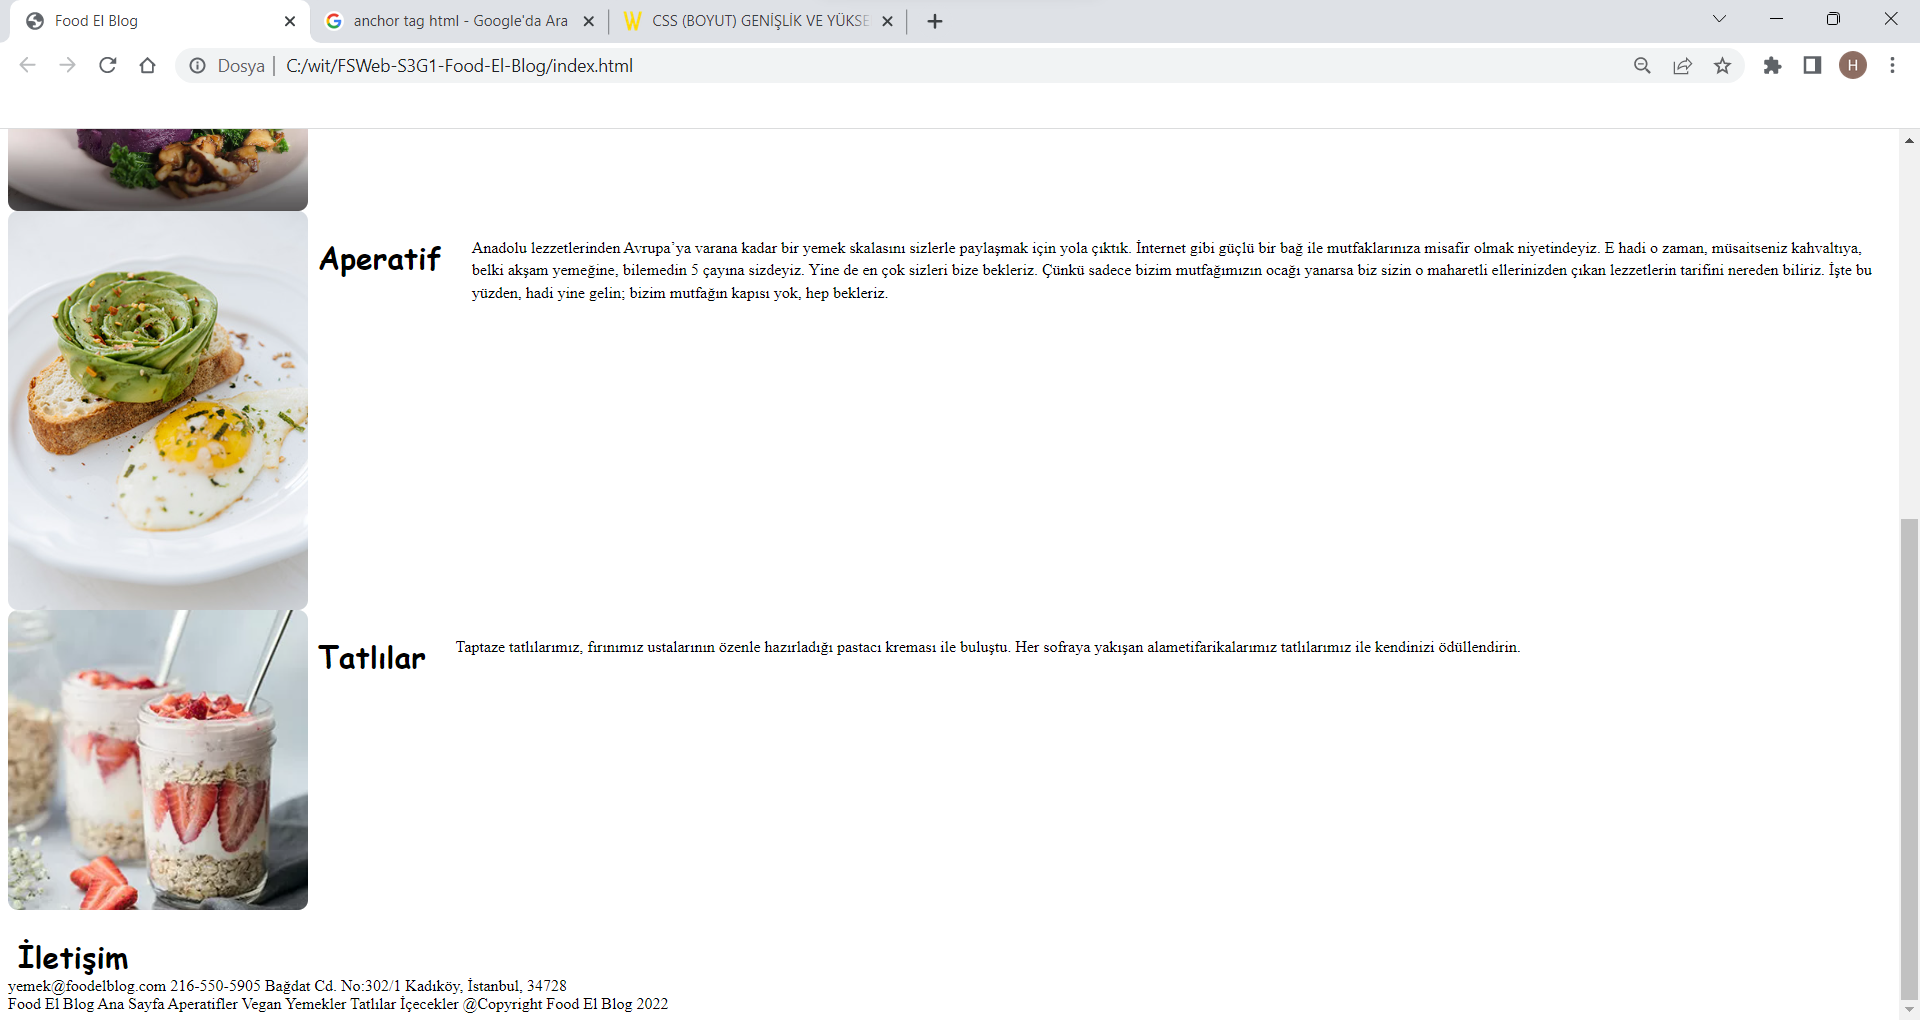 Food El Blog
anchor tag html - Google'da Ara
CSS (BOYUT) GENİŞLİK VE YÜKSE
Dosya
C:/wit/FSWeb-S3G1-Food-El-Blog/index.html
H
Aperatif
Anadolu lezzetlerinden Avrupa’ya varana kadar bir yemek skalasını sizlerle paylaşmak için yola çıktık. İnternet gibi güçlü bir bağ ile mutfaklarınıza misafir olmak niyetindeyiz. E hadi o zaman, müsaitseniz kahvaltıya,
belki akşam yemeğine, bilemedin 5 çayına sizdeyiz. Yine de en çok sizleri bize bekleriz. Çünkü sadece bizim mutfağımızın ocağı yanarsa biz sizin o maharetli ellerinizden çıkan lezzetlerin tarifini nereden biliriz. İşte bu
yüzden, hadi yine gelin; bizim mutfağın kapısı yok, hep bekleriz.
Tatlılar
Taptaze tatlılarımız, fırınımız ustalarının özenle hazırladığı pastacı kreması ile buluştu. Her sofraya yakışan alametifarikalarımız tatlılarımız ile kendinizi ödüllendirin.
İletişim
yemek@foodelblog.com 216-550-5905 Bağdat Cd. No:302/1 Kadıköy, İstanbul, 34728
Food El Blog Ana Sayfa Aperatifler Vegan Yemekler Tatlılar İçecekler @Copyright Food El Blog 2022